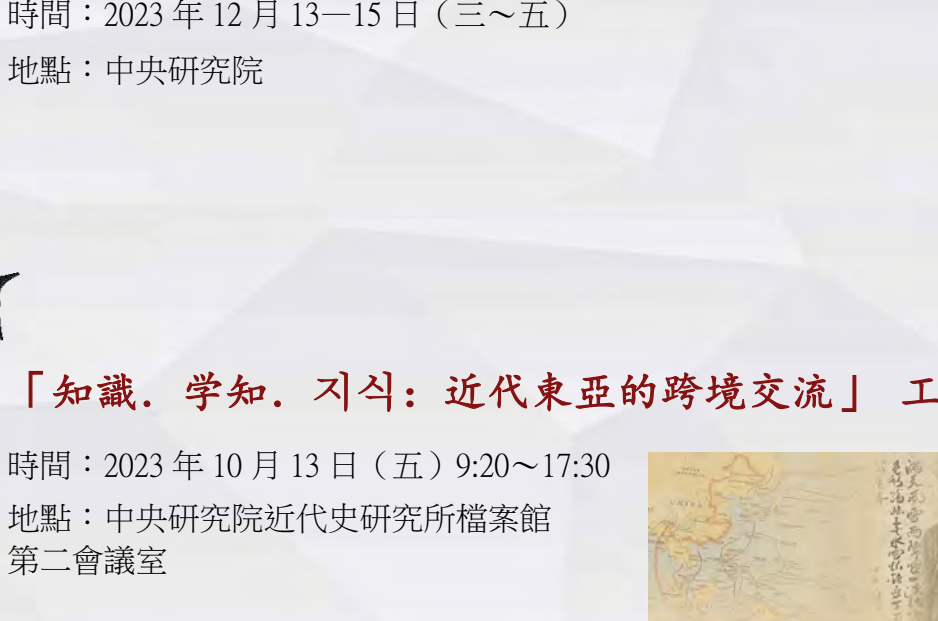 時間：2023 年 12 月 13—15 日（三～五）
地點：中央研究院
「知識．学知．지식：近代東亞的跨境交流」 工
時間：2023 年 10 月 13 日（五）9:20～17:30
地點：中央研究院近代史研究所檔案館
第二會議室